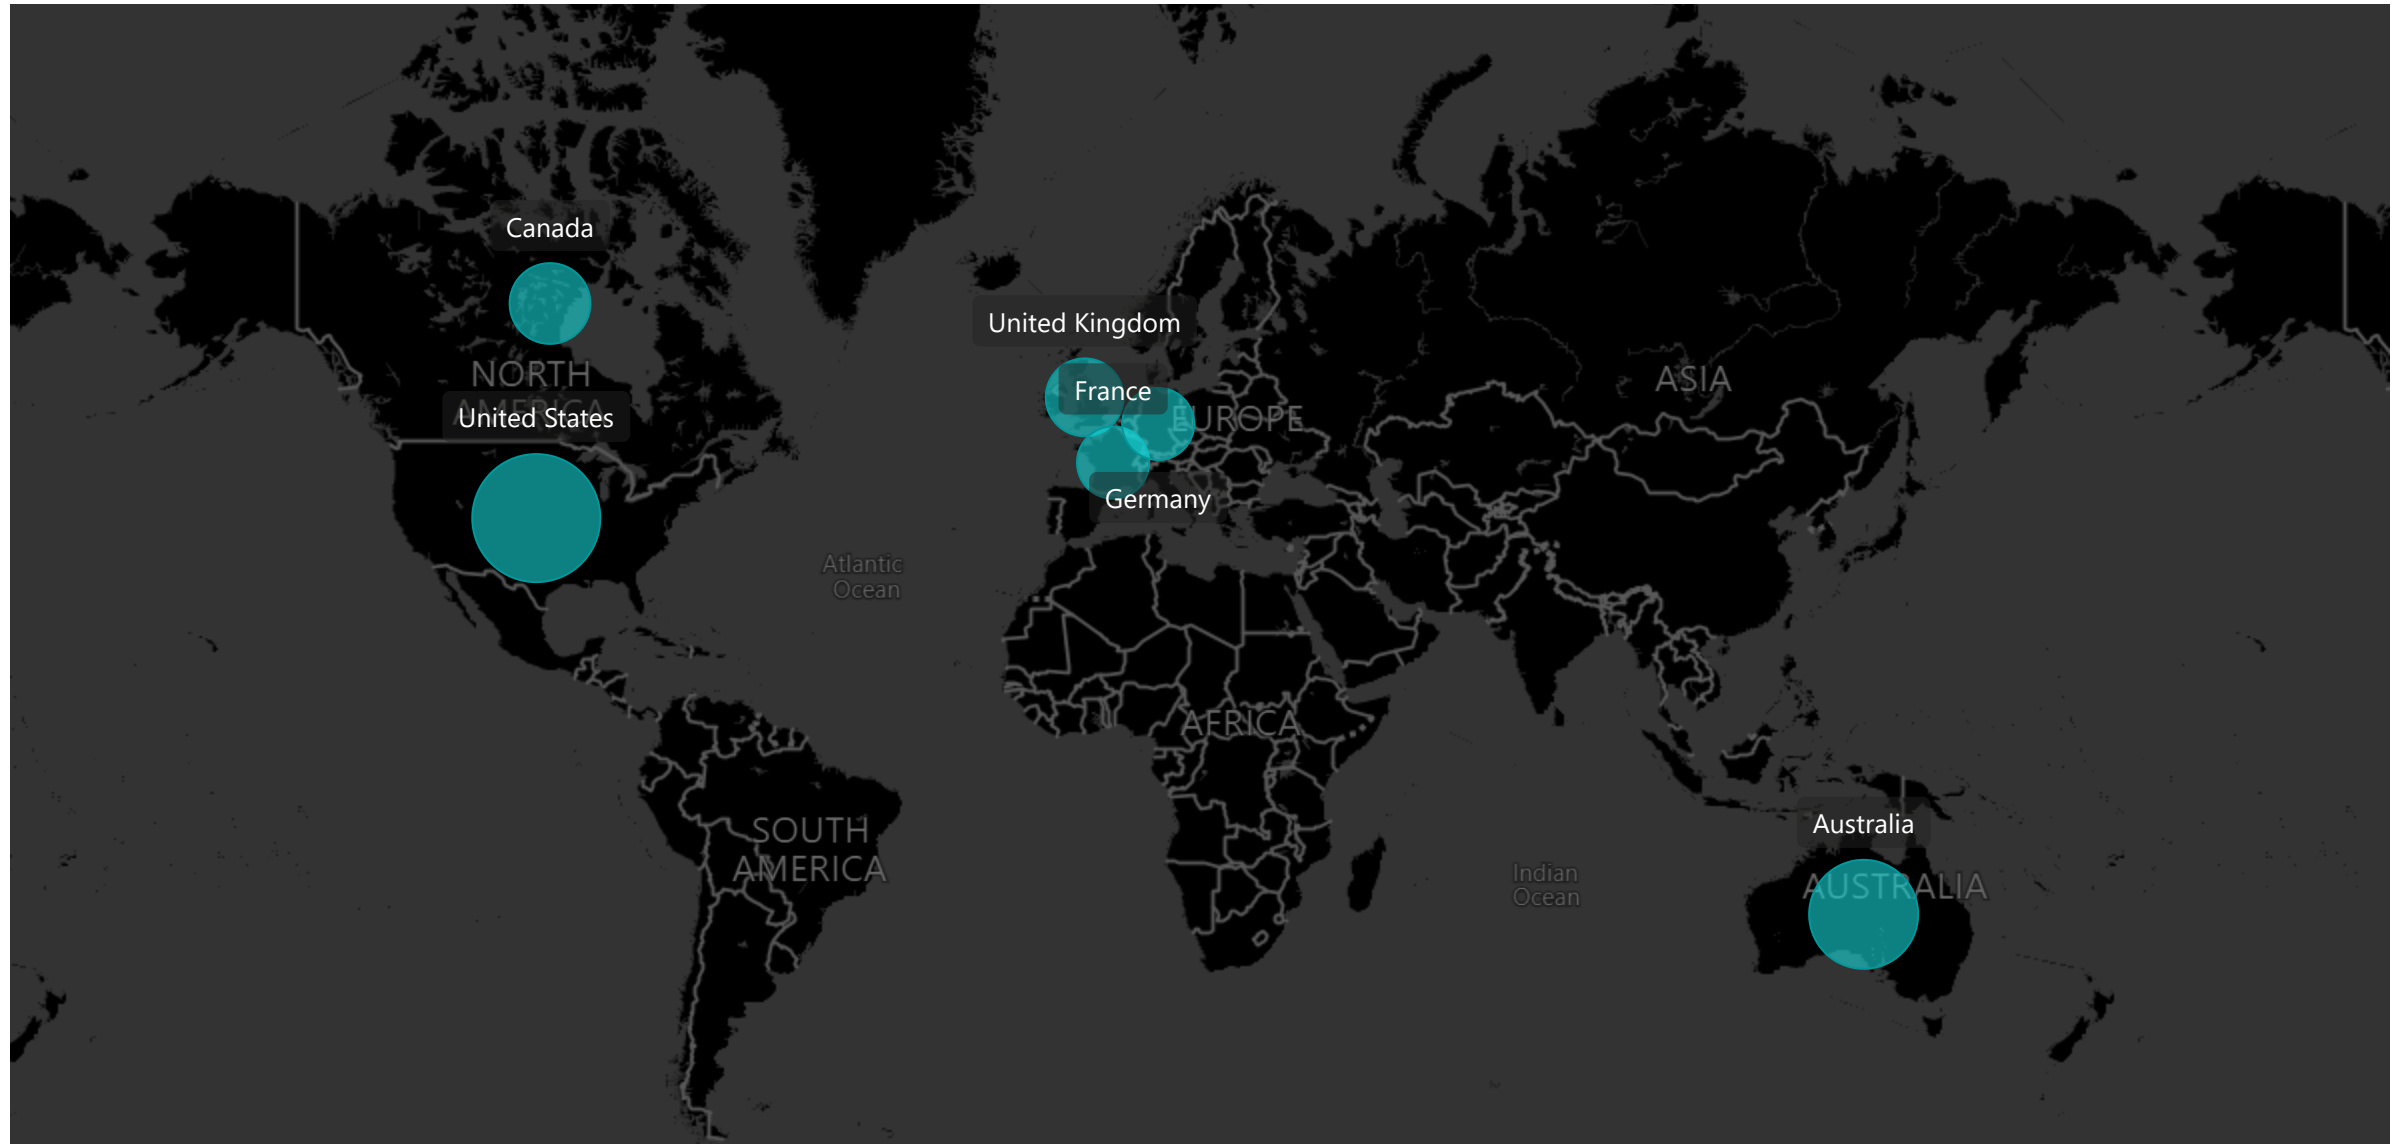 Canada
United Kingdom
NORTH
AMERICA
United States
France
EUROPE
ASIA
Germany
Atlantic
Ocean
AFRICA
SOUTH
AMERICA
Indian
Ocean
Australia
AUSTRALIA